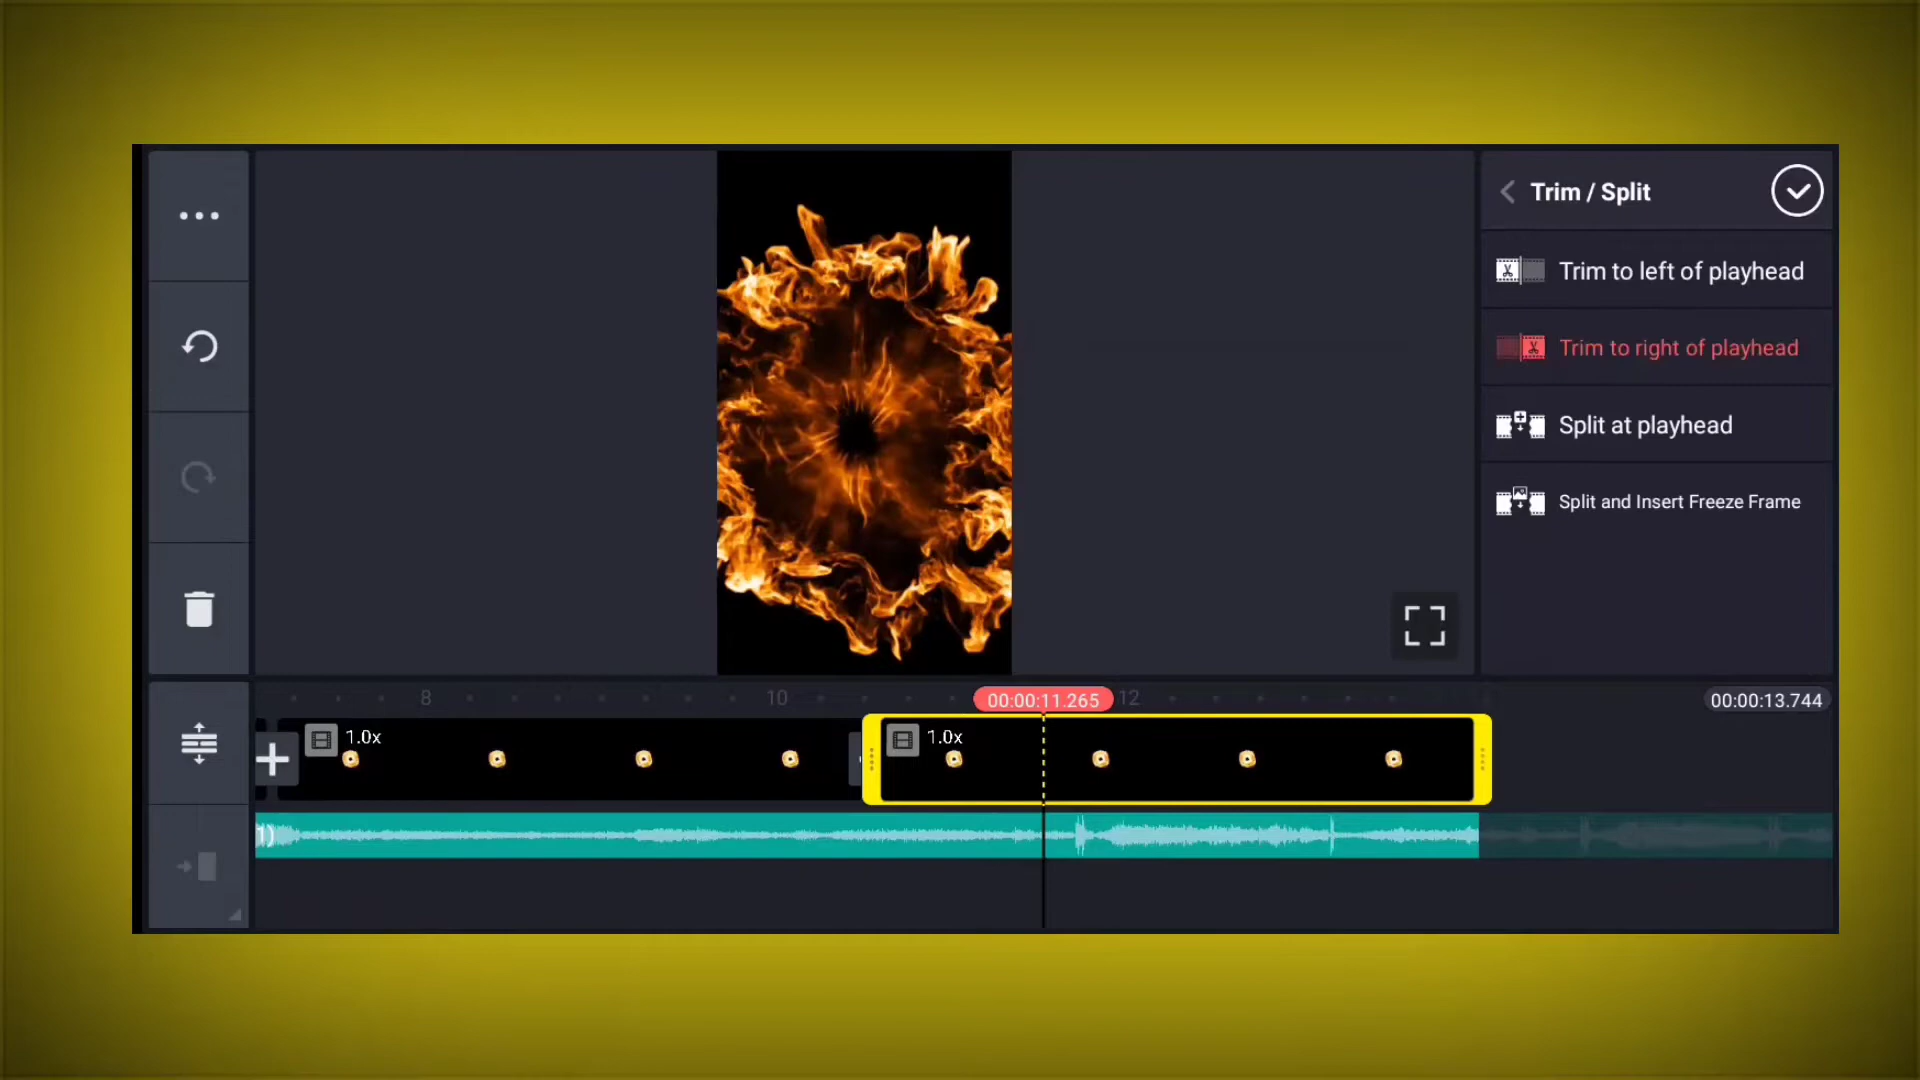 Trim / Split
Trim to left of playhead
Trim to right of playhead
Split at playhead
Split and Insert Freeze Frame
8
10
00:00:11.265
12
00:00:13.744
1.0x
1.0x